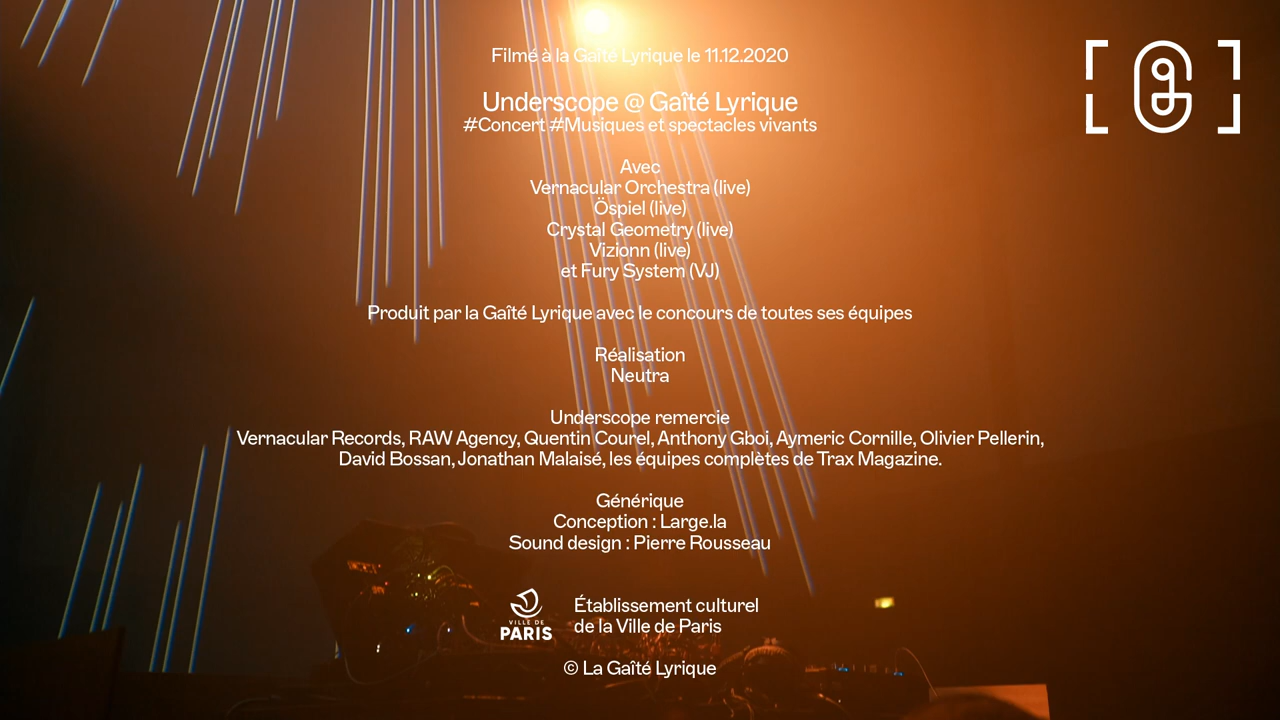 Filmé à la Gaîté Lyrique le 11.12.2020
Underscope @ Gaîté Lyrique
#Concert #Musiques et spectacles vivants
Avec
Vernacular Orchestra (live)
Öspiel (live)
Crystal Geometry (live)
Vizionn (live)
et Fury System (VJ)
Produit par la Gaîté Lyrique avec le concours de toutes ses équipes
Réalisation
Neutra
Underscope remercie
Vernacular Records, RAW Agency, Quentin Courel, Anthony Gboi, Aymeric Cornille, Olivier Pellerin,
David Bossan, Jonathan Malaisé, les équipes complètes de Trax Magazine.
Générique
Conception : Large.la
Sound design : Pierre Rousseau
VILLE DE
PARIS
Établissement culturel
de la Ville de Paris
© La Gaîté Lyrique